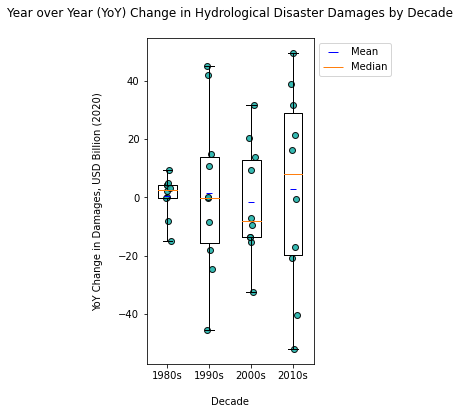 Year over Year (YoY) Change in Hydrological Disaster Damages by Decade
Mean
Median
YoY Change in Damages, USD Billion (2020)
40
20
0
−20
−40
1980s 1990s 2000s 2010s
Decade